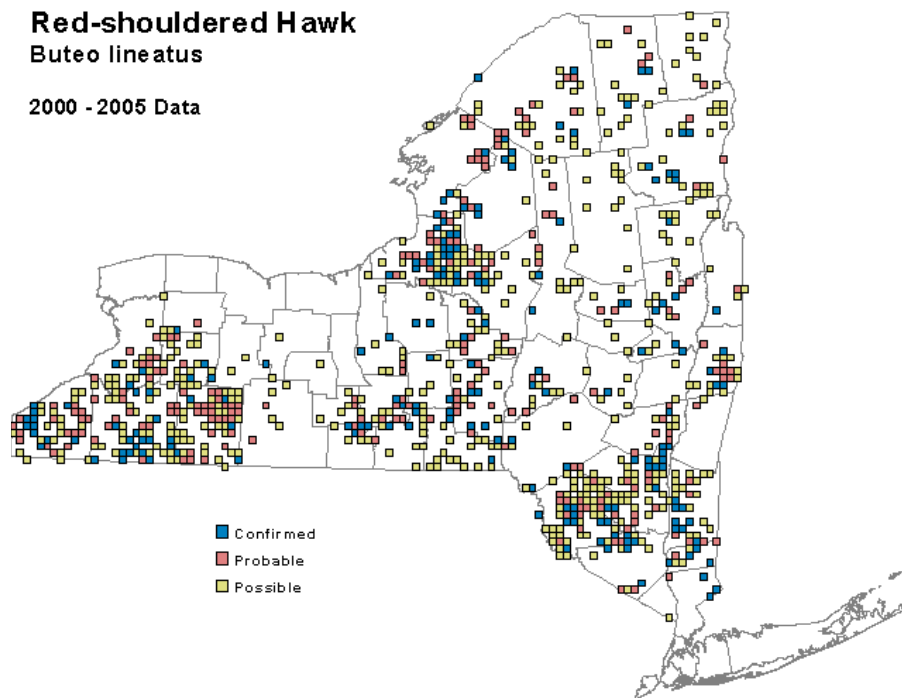 Red-shouldered Hawk
Buteo lineatus
2000 - 2005 Data
Confirmed
Probable
Possible